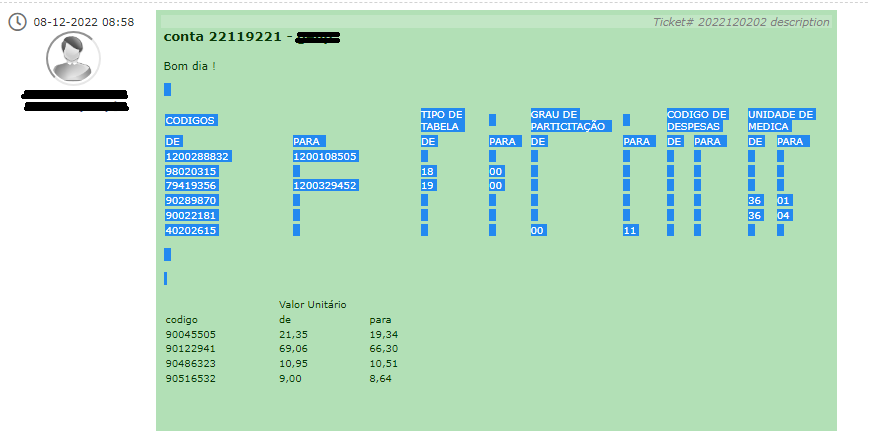 08-12-2022 08:58
Ticket# 2022120202 description
conta 22119221 -
Bom dia !
CODIGOS TIPO DE TABELA GRAU DE PARTICITAÇÃO CODIGO DE DESPESAS UNIDADE DE MEDICA
DE PARA DE PARA DE PARA DE PARA DE PARA
1200288832 1200108505
98020315 18 00
79419356 1200329452 19 00
90289870 36 01
90022181 36 04
40202615 00 11
Valor Unitário
codigo de para
90045505 21,35 19,34
90122941 69,06 66,30
90486323 10,95 10,51
90516532 9,00 8,64